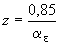 z = 0,85 / α_ε